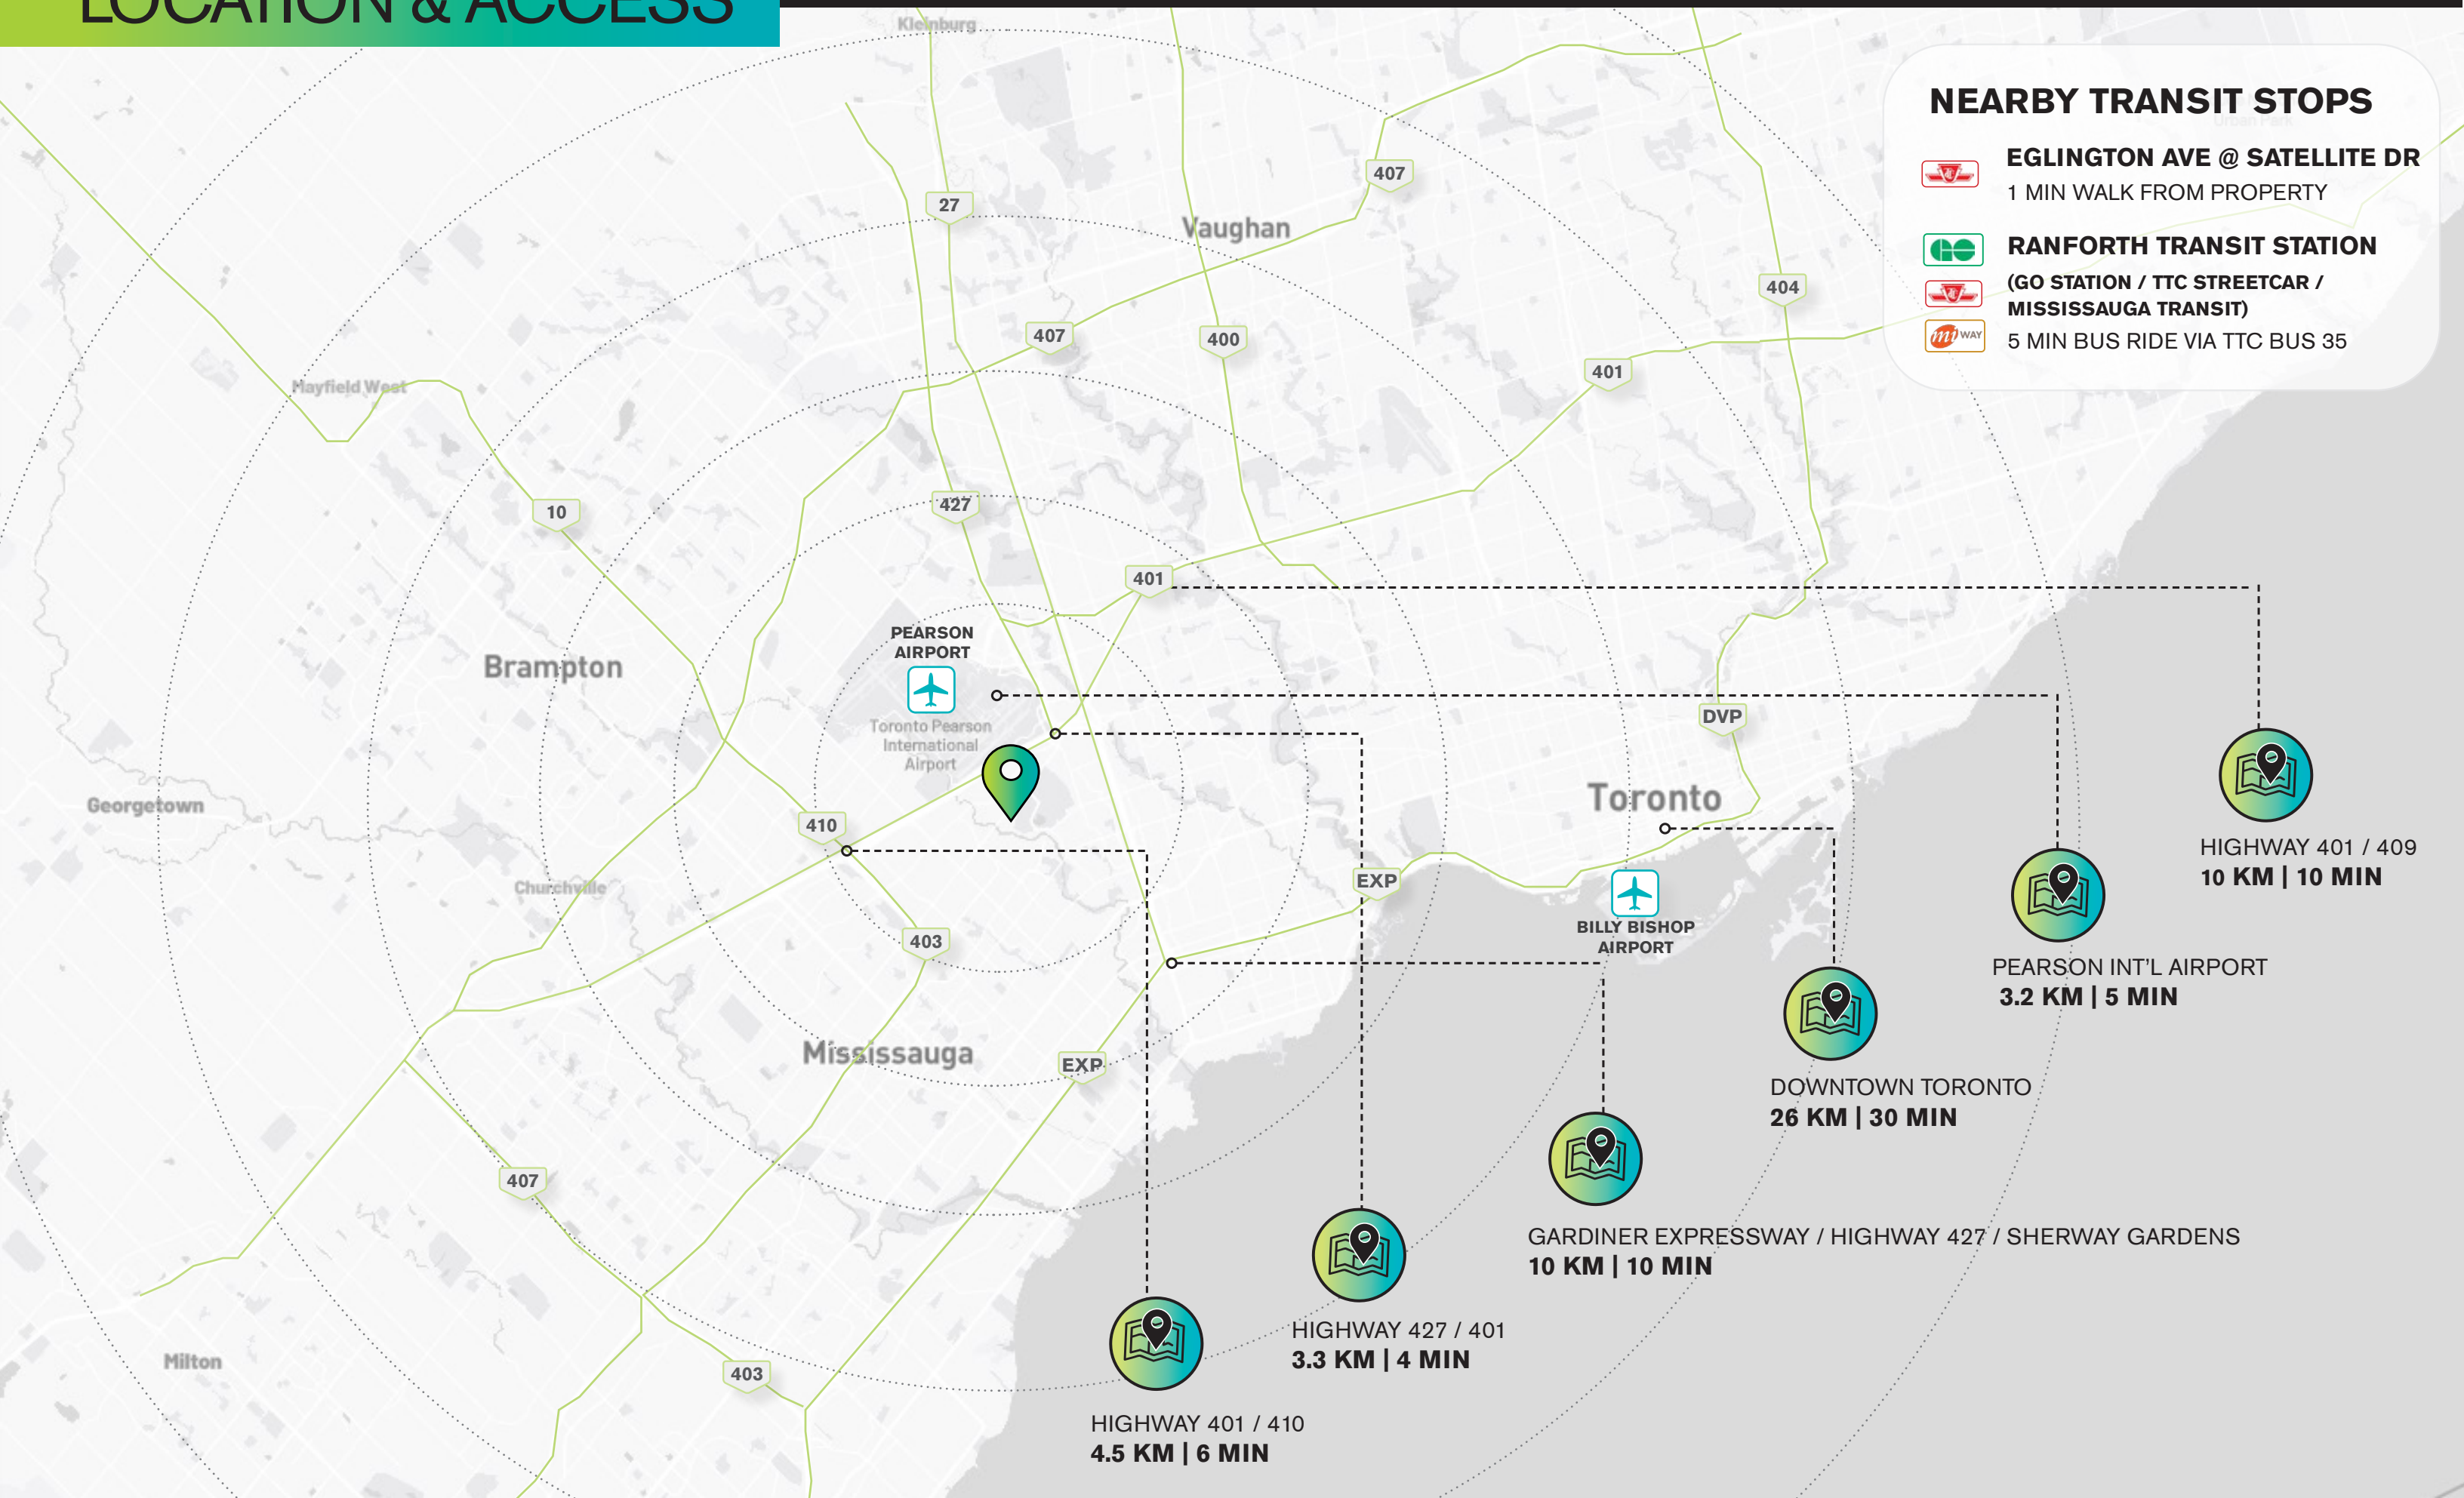 LOCATION & ACCESS
Kleinburg
NEARBY TRANSIT STOPS
EGLINGTON AVE @ SATELLITE DR
1 MIN WALK FROM PROPERTY
RANFORTH TRANSIT STATION
(GO STATION / TTC STREETCAR /
MISSISSAUGA TRANSIT)
5 MIN BUS RIDE VIA TTC BUS 35
GO
mi WAY
Urban Park
407
27
Vaughan
404
407
400
401
Mayfield West
427
10
401
PEARSON
AIRPORT
Brampton
Toronto Pearson
International
Airport
DVP
Toronto
Georgetown
410
HIGHWAY 401 / 409
10 KM | 10 MIN
Churchville
EXP
BILLY BISHOP
AIRPORT
403
PEARSON INT'L AIRPORT
3.2 KM | 5 MIN
Mississauga
EXP
DOWNTOWN TORONTO
26 KM | 30 MIN
407
GARDINER EXPRESSWAY / HIGHWAY 427 / SHERWAY GARDENS
10 KM | 10 MIN
HIGHWAY 427 / 401
3.3 KM | 4 MIN
Milton
403
HIGHWAY 401 / 410
4.5 KM | 6 MIN